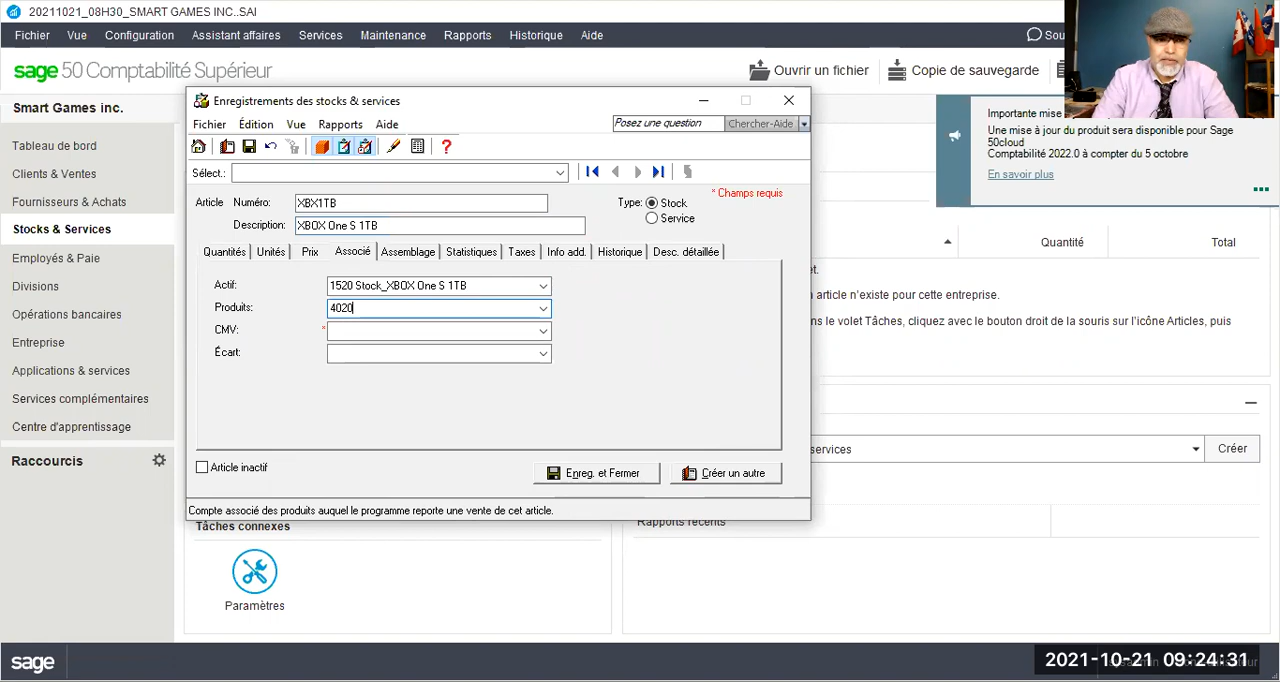 20211021_08H30_SMART GAMES INC..SAI
Fichier Vue Configuration Assistant affaires Services Maintenance Rapports Historique Aide
sage 50 Comptabilité Supérieur
Ouvrir un fichier Copie de sauvegarde
Smart Games inc.
Tableau de bord
Clients & Ventes
Fournisseurs & Achats
Stocks & Services
Employés & Paie
Divisions
Opérations bancaires
Entreprise
Applications & services
Services complémentaires
Centre d'apprentissage
Raccourcis
Enregistrements des stocks & services
Fichier Édition Vue Rapports Aide
Posez une question Chercher-Aide
Sélect.:
* Champs requis
Article Numéro: XBX1TB
Type: Stock
Description: XBOX One S 1TB
Service
Quantités Unités Prix Associé Assemblage Statistiques Taxes Info add. Historique Desc. détaillée
Actif: 1520 Stock_XBOX One S 1TB
Produits: 4020
CMV: *
Écart:
Article inactif
Enreg. et Fermer Créer un autre
Compte associé des produits auquel le programme reporte une vente de cet article.
Importante mise
Une mise à jour du produit sera disponible pour Sage
50cloud
Comptabilité 2022.0 à compter du 5 octobre
En savoir plus
Quantité Total
n article n'existe pour cette entreprise.
ns le volet Tâches, cliquez avec le bouton droit de la souris sur l'icône Articles, puis
services
Créer
Rapports récents
Tâches connexes
Paramètres
sage
2021-10-21 09:24:31